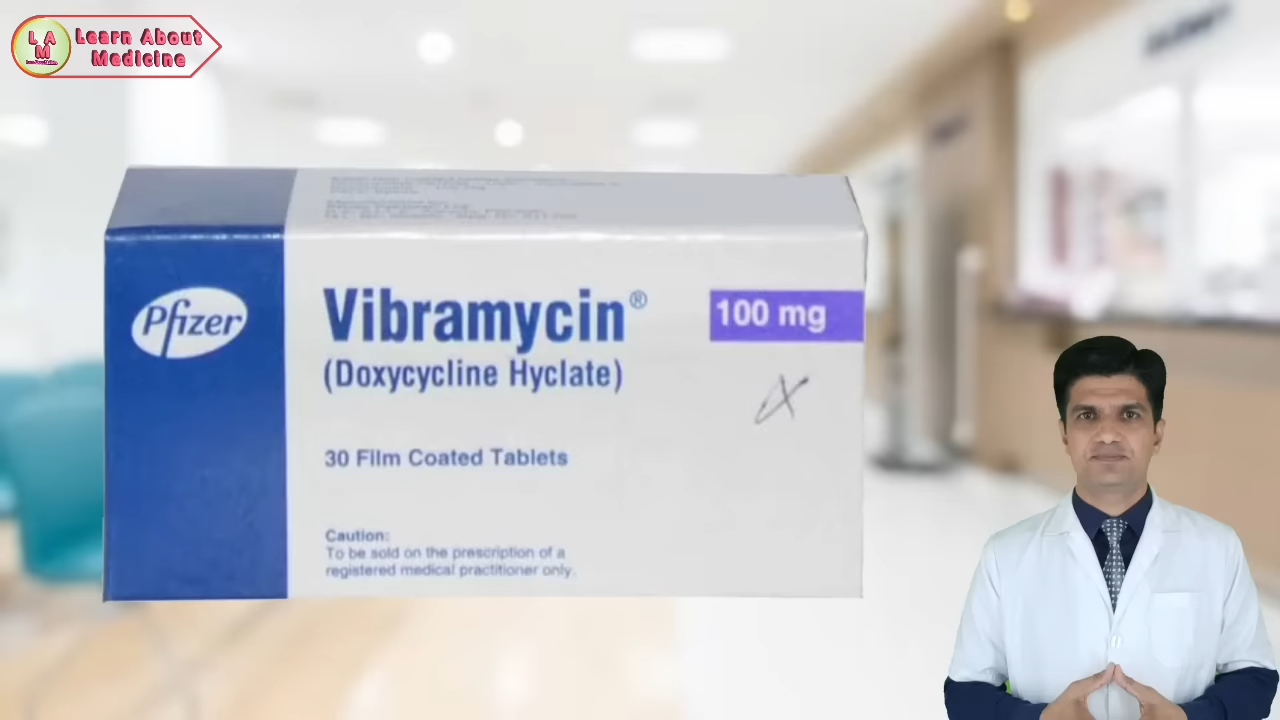 L A
M
Learn About
Medicine
Pfizer
Vibramycin®
100 mg
(Doxycycline Hyclate)
30 Film Coated Tablets
Caution:
To be sold on the prescription of a
registered medical practitioner only.